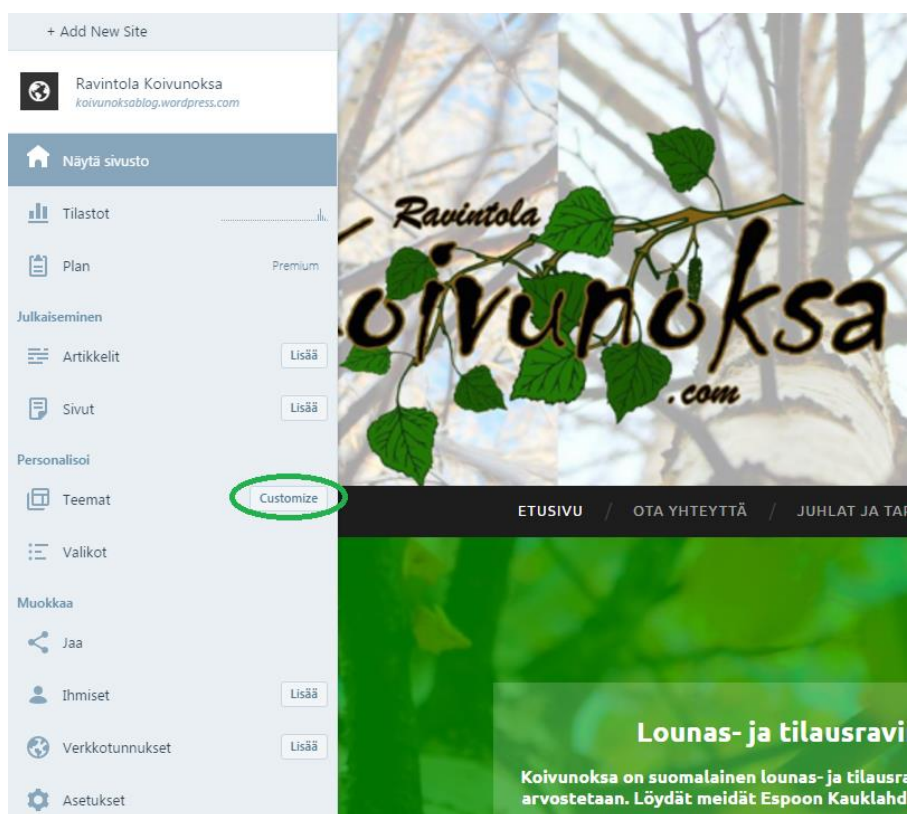 + Add New Site
Ravintola Koivunoksa
koivunoksablog.wordpress.com
Näytä sivusto
Tilastot
Plan Premium
Julkaiseminen
Artikkelit Lisää
Sivut Lisää
Personalisoi
Teemat Customize
Valikot
Muokkaa
Jaa
Ihmiset Lisää
Verkkotunnukset Lisää
Asetukset
Ravintola
Koivunoksa
.com
ETUSIVU / OTA YHTEYTTÄ / JUHLAT JA TAP
Lounas- ja tilausravi
Koivunoksa on suomalainen lounas- ja tilausra
arvostetaan. Löydät meidät Espoon Kauklahd